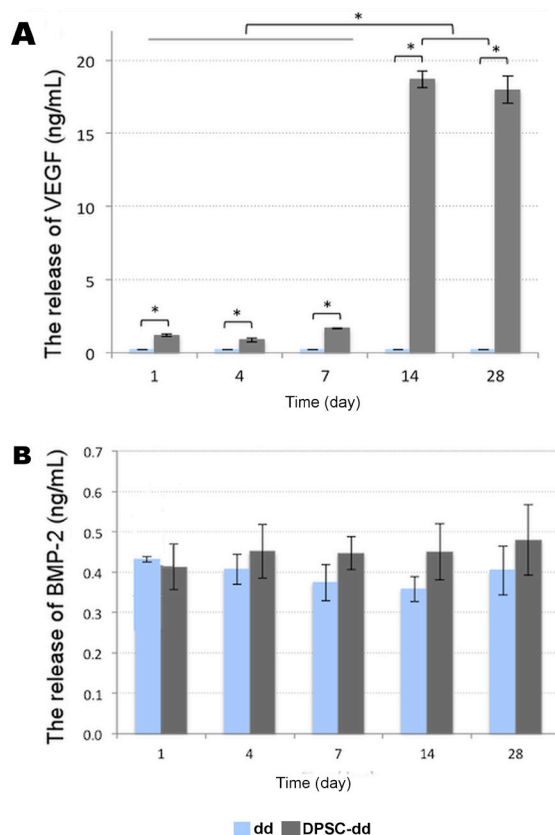 A
*
The release of VEGF (ng/mL)
20
15
10
5
0
*
*
*
*
*
1 4 7 14 28
Time (day)
B
The release of BMP-2 (ng/mL)
0.7
0.6
0.5
0.4
0.3
0.2
0.1
0.0
1 4 7 14 28
Time (day)
dd DPSC-dd